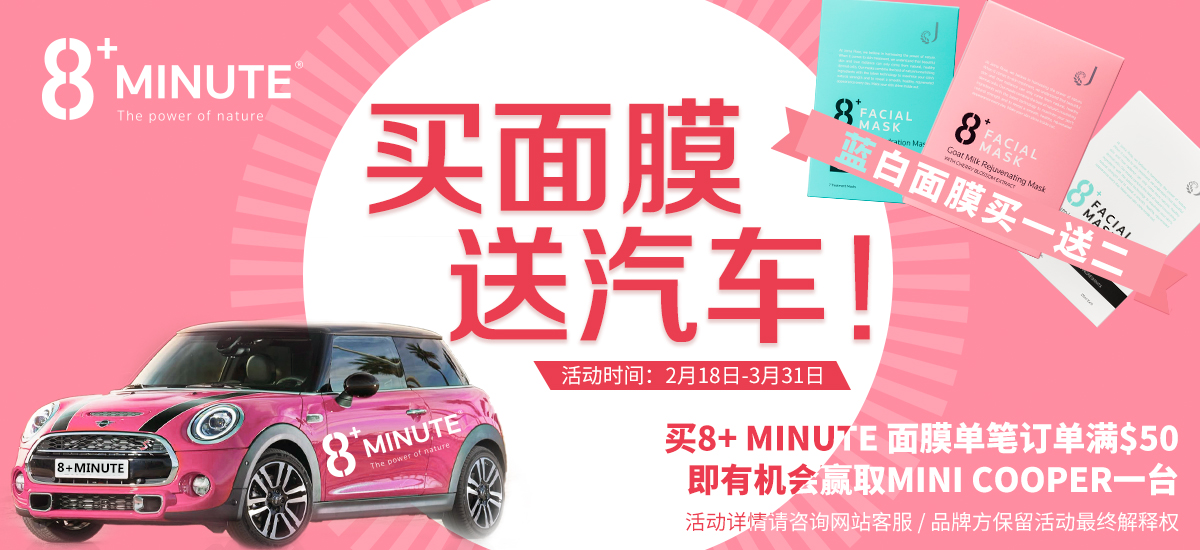 8+ MINUTE®
The power of nature
买面膜
送汽车！
活动时间：2月18日-3月31日
8+ FACIAL MASK
8+ FACIAL MASK
Goat Milk Rejuvenating Mask
WITH CHERRY BLOSSOM EXTRACT
8+ FACIAL
蓝白面膜买一送二
8+ MINUTE
The power of nature
8+MINUTE
买8+ MINUTE 面膜单笔订单满$50
即有机会赢取MINI COOPER一台
活动详情请咨询网站客服 / 品牌方保留活动最终解释权